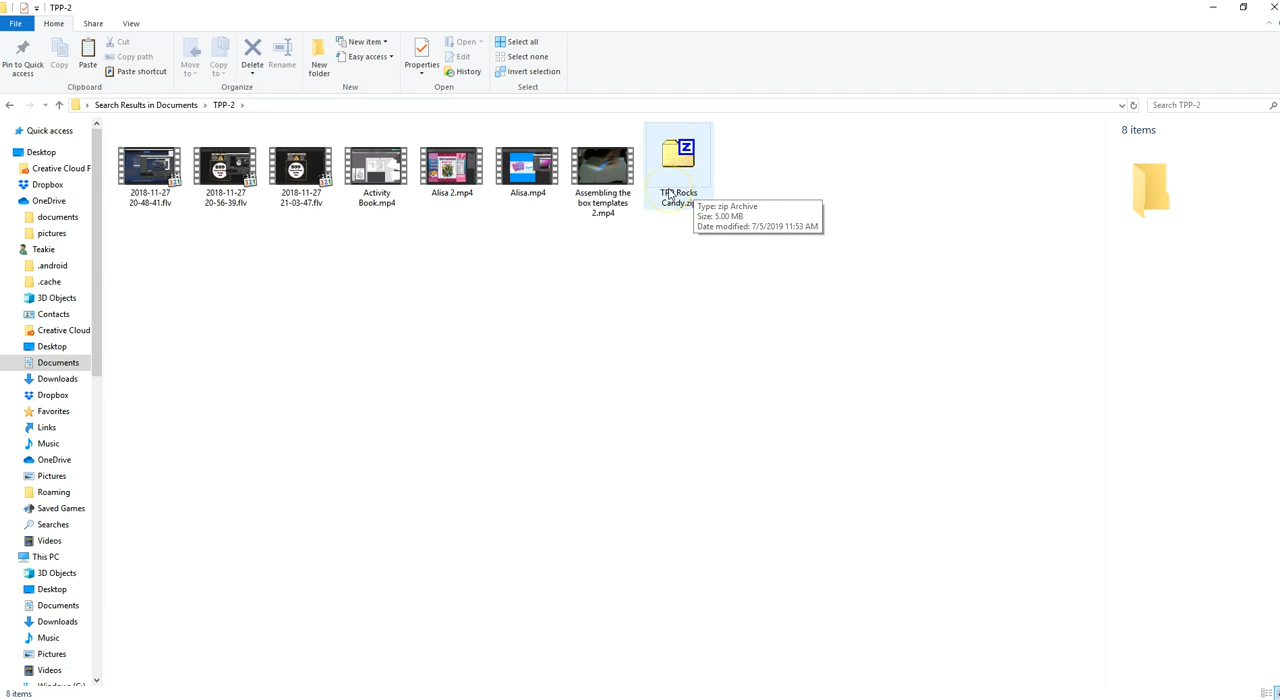 TPP-2
File
Home
Share
View
Pin to Quick
access
Copy
Paste
Cut
Copy path
Paste shortcut
Clipboard
Move
to
Copy
to
Delete
Rename
Organize
New
folder
New item
Easy access
New
Properties
Open
Edit
History
Open
Select all
Select none
Invert selection
Select
Search Results in Documents > TPP-2 >
Search TPP-2
Quick access
Desktop
Creative Cloud F
Dropbox
OneDrive
documents
pictures
Teakie
.android
.cache
3D Objects
Contacts
Creative Cloud
Desktop
Documents
Downloads
Dropbox
Favorites
Links
Music
OneDrive
Pictures
Roaming
Saved Games
Searches
Videos
This PC
3D Objects
Desktop
Documents
Downloads
Music
Pictures
Videos
2018-11-27
20-48-41.flv
2018-11-27
20-56-39.flv
2018-11-27
21-03-47.flv
Activity
Book.mp4
Alisa 2.mp4
Alisa.mp4
Assembling the
box templates
2.mp4
Rocks
Candy.zip
Type: zip Archive
Size: 5.00 MB
Date modified: 7/5/2019 11:53 AM
8 items
8 items